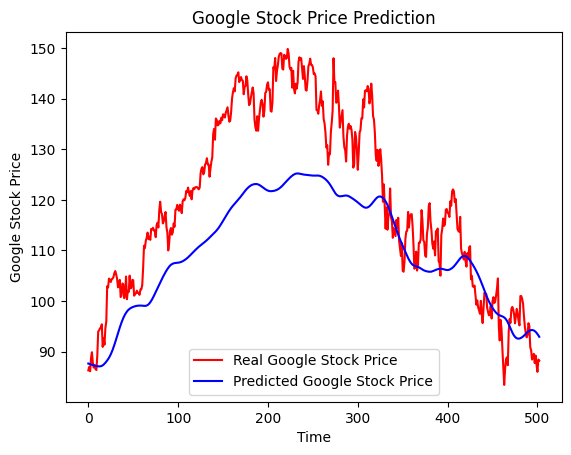 Google Stock Price Prediction
150
140
130
120
110
100
90
Google Stock Price
0
100
200
300
400
500
Time
Real Google Stock Price
Predicted Google Stock Price